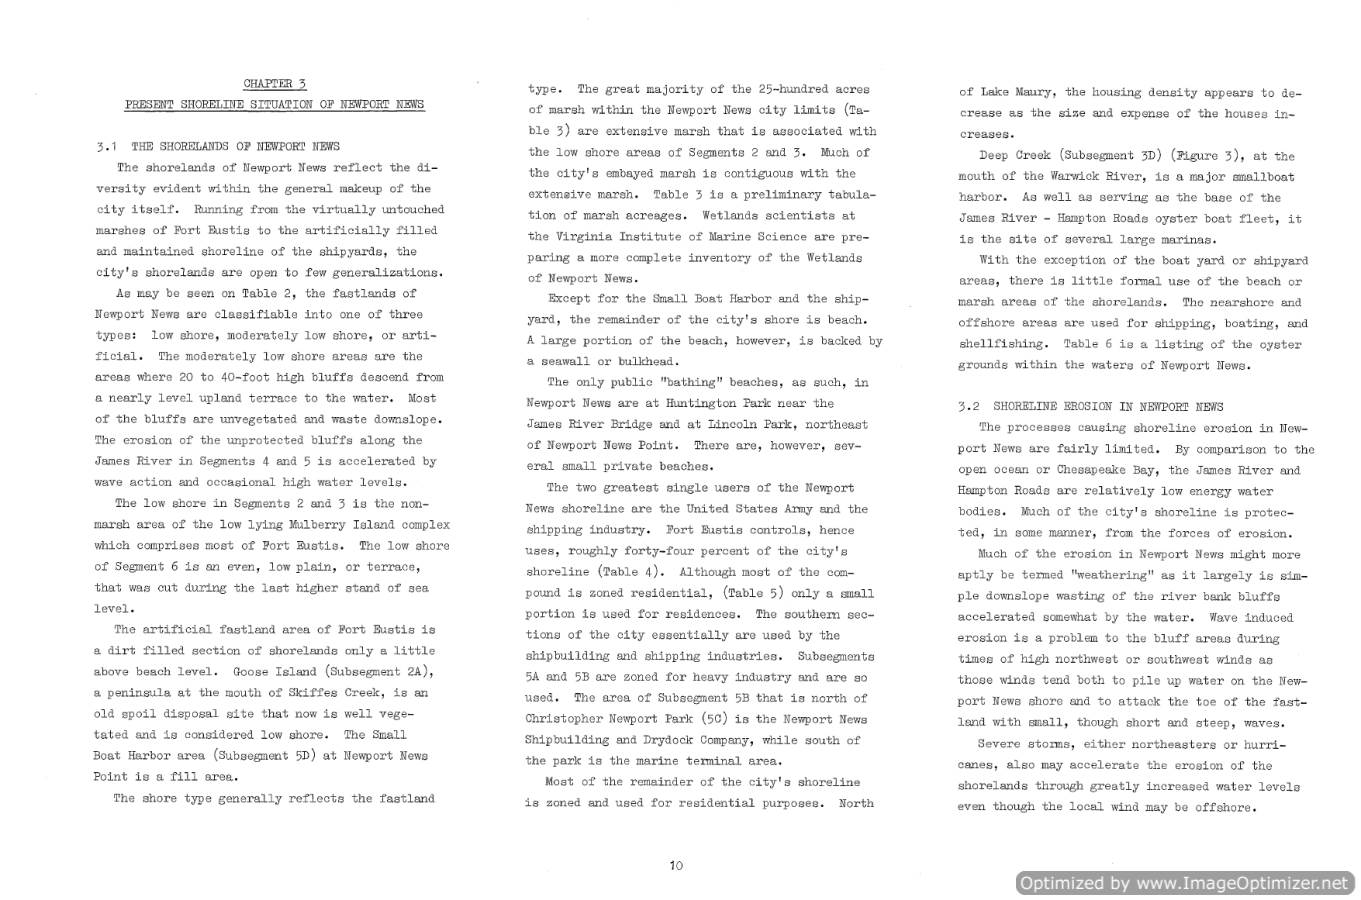 CHAPTER 3
PRESENT SHORELINE SITUATION OF NEWPORT NEWS
3.1 THE SHORELANDS OF NEWPORT NEWS
The shorelands of Newport News reflect the di-
versity evident within the general makeup of the
city itself. Running from the virtually untouched
marshes of Fort Eustis to the artificially filled
and maintained shoreline of the shipyards, the
city's shorelands are open to few generalizations.
As may be seen on Table 2, the fastlands of
Newport News are classifiable into one of three
types: low shore, moderately low shore, or arti-
ficial. The moderately low shore areas are the
areas where 20 to 40-foot high bluffs descend from
a nearly level upland terrace to the water. Most
of the bluffs are unvegetated and waste downslope.
The erosion of the unprotected bluffs along the
James River in Segments 4 and 5 is accelerated by
wave action and occasional high water levels.
The low shore in Segments 2 and 3 is the non-
marsh area of the low lying Mulberry Island complex
which comprises most of Fort Eustis. The low shore
of Segment 6 is an even, low plain, or terrace,
that was cut during the last higher stand of sea
level.
The artificial fastland area of Fort Eustis is
a dirt filled section of shorelands only a little
above beach level. Goose Island (Subsegment 2A),
a peninsula at the mouth of Skiffes Creek, is an
old spoil disposal site that now is well vege-
tated and is considered low shore. The Small
Boat Harbor area (Subsegment 5D) at Newport News
Point is a fill area.
The shore type generally reflects the fastland
type. The great majority of the 25-hundred acres
of marsh within the Newport News city limits (Ta-
ble 3) are extensive marsh that is associated with
the low shore areas of Segments 2 and 3. Much of
the city's embayed marsh is contiguous with the
extensive marsh. Table 3 is a preliminary tabula-
tion of marsh acreages. Wetlands scientists at
the Virginia Institute of Marine Science are pre-
paring a more complete inventory of the Wetlands
of Newport News.
Except for the Small Boat Harbor and the ship-
yard, the remainder of the city's shore is beach.
A large portion of the beach, however, is backed by
a seawall or bulkhead.
The only public "bathing" beaches, as such, in
Newport News are at Huntington Park near the
James River Bridge and at Lincoln Park, northeast
of Newport News Point. There are, however, sev-
eral small private beaches.
The two greatest single users of the Newport
News shoreline are the United States Army and the
shipping industry. Fort Eustis controls, hence
uses, roughly forty-four percent of the city's
shoreline (Table 4). Although most of the com-
pound is zoned residential, (Table 5) only a small
portion is used for residences. The southern sec-
tions of the city essentially are used by the
shipbuilding and shipping industries. Subsegments
5A and 5B are zoned for heavy industry and are so
used. The area of Subsegment 5B that is north of
Christopher Newport Park (5C) is the Newport News
Shipbuilding and Drydock Company, while south of
the park is the marine terminal area.
Most of the remainder of the city's shoreline
is zoned and used for residential purposes. North
of Lake Maury, the housing density appears to de-
crease as the size and expense of the houses in-
creases.
Deep Creek (Subsegment 3D) (Figure 3), at the
mouth of the Warwick River, is a major smallboat
harbor. As well as serving as the base of the
James River - Hampton Roads oyster boat fleet, it
is the site of several large marinas.
With the exception of the boat yard or shipyard
areas, there is little formal use of the beach or
marsh areas of the shorelands. The nearshore and
offshore areas are used for shipping, boating, and
shellfishing. Table 6 is a listing of the oyster
grounds within the waters of Newport News.
3.2 SHORELINE EROSION IN NEWPORT NEWS
The processes causing shoreline erosion in New-
port News are fairly limited. By comparison to the
open ocean or Chesapeake Bay, the James River and
Hampton Roads are relatively low energy water
bodies. Much of the city's shoreline is protec-
ted, in some manner, from the forces of erosion.
Much of the erosion in Newport News might more
aptly be termed "weathering" as it largely is sim-
ple downslope wasting of the river bank bluffs
accelerated somewhat by the water. Wave induced
erosion is a problem to the bluff areas during
times of high northwest or southwest winds as
those winds tend both to pile up water on the New-
port News shore and to attack the toe of the fast-
land with small, though short and steep, waves.
Severe storms, either northeasters or hurri-
canes, also may accelerate the erosion of the
shorelands through greatly increased water levels
even though the local wind may be offshore.
10
Optimized by www.ImageOptimizer.net